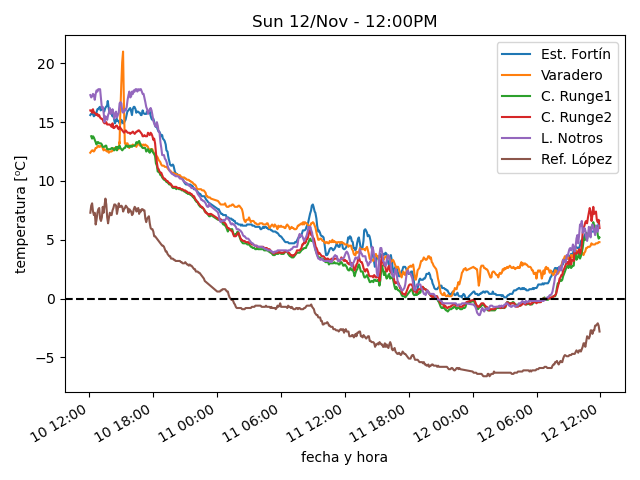 Sun 12/Nov - 12:00PM
Est. Fortín
Varadero
C. Runge1
C. Runge2
L. Notros
Ref. López
temperatura [ºC]
20
15
10
5
0
−5
10 12:00
10 18:00
11 00:00
11 06:00
11 12:00
11 18:00
12 00:00
12 06:00
12 12:00
fecha y hora